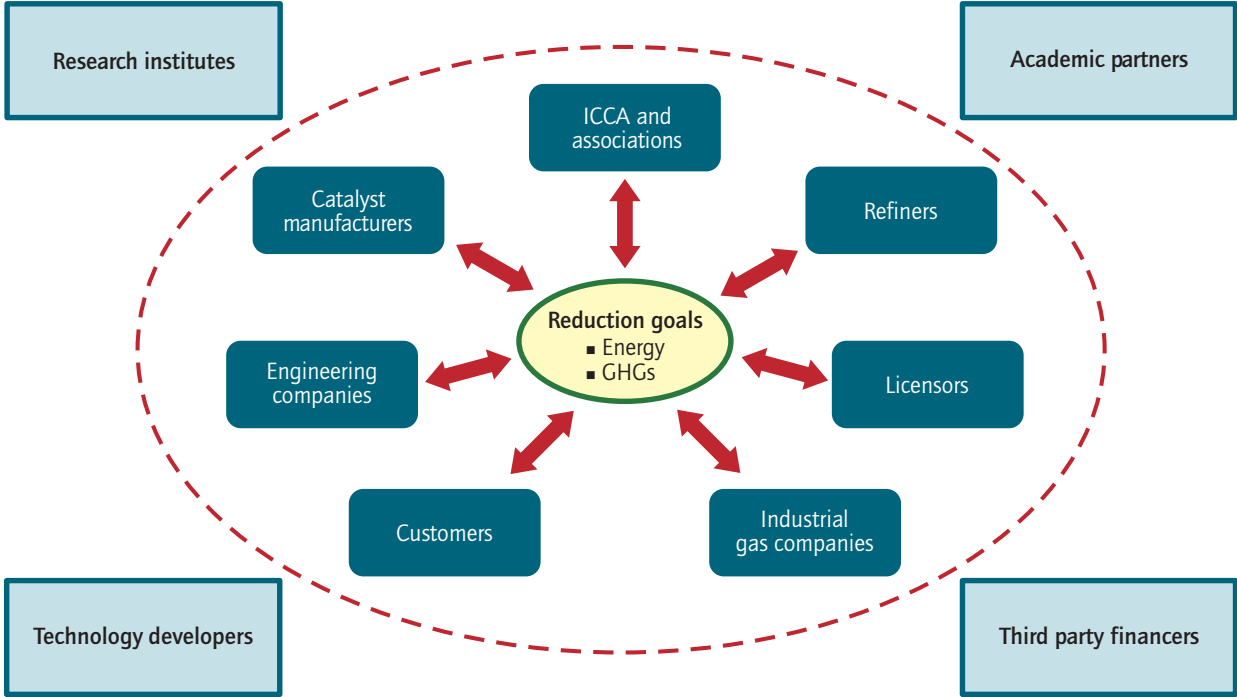 Research institutes
Academic partners
ICCA and
associations
Catalyst
manufacturers
Refiners
Reduction goals
▪ Energy
▪ GHGs
Engineering
companies
Licensors
Customers
Industrial
gas companies
Technology developers
Third party financers